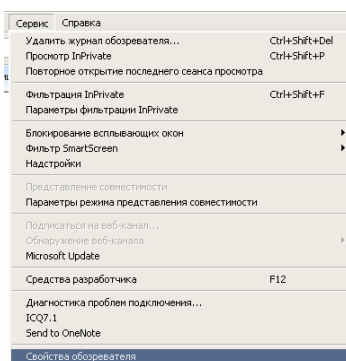 Сервис Справка
Удалить журнал обозревателя... Ctrl+Shift+Del
Просмотр InPrivate Ctrl+Shift+P
Повторное открытие последнего сеанса просмотра
Фильтрация InPrivate Ctrl+Shift+F
Параметры фильтрации InPrivate
Блокирование всплывающих окон
Фильтр SmartScreen
Надстройки
Представление совместимости
Параметры режима представления совместимости
Подписаться на веб-канал...
Обнаружение веб-канала
Microsoft Update
Средства разработчика F12
Диагностика проблем подключения...
ICQ7.1
Send to OneNote
Свойства обозревателя